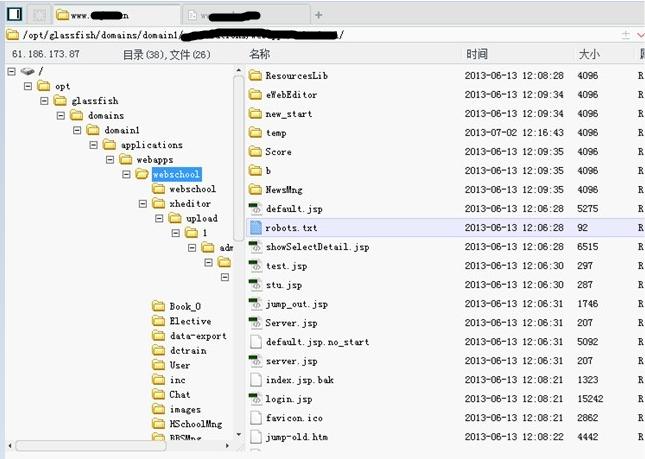 www.
w
/opt/glassfish/domains/domain1/
61.186.173.87 目录(38),文件(26) 名称 时间 大小
/
opt
glassfish
domains
domain1
applications
webapps
webschool
webschool
xheditor
upload
1
adm
Book_O
Elective
data-export
dctrain
User
inc
Chat
images
HSchoolMng
BBSMng
ResourcesLib 2013-06-13 12:08:28 4096 R
eWebEditor 2013-06-13 12:09:34 4096 R
new_start 2013-06-13 12:09:34 4096 R
temp 2013-07-02 12:16:43 4096 R
Score 2013-06-13 12:09:35 4096 R
b 2013-06-13 12:09:35 4096 R
NewsMng 2013-06-13 12:09:35 4096 R
default.jsp 2013-06-13 12:06:28 5275 R
robots.txt 2013-06-13 12:06:28 92 R
showSelectDetail.jsp 2013-06-13 12:06:28 6515 R
test.jsp 2013-06-13 12:06:30 297 R
stu.jsp 2013-06-13 12:06:30 287 R
jump_out.jsp 2013-06-13 12:06:31 1746 R
Server.jsp 2013-06-13 12:06:31 207 R
default.jsp.no_start 2013-06-13 12:06:31 5092 R
server.jsp 2013-06-13 12:06:31 207 R
index.jsp.bak 2013-06-13 12:08:21 1323 R
login.jsp 2013-06-13 12:08:21 15242 R
favicon.ico 2013-06-13 12:08:21 2862 R
jump-old.htm 2013-06-13 12:08:22 4442 R